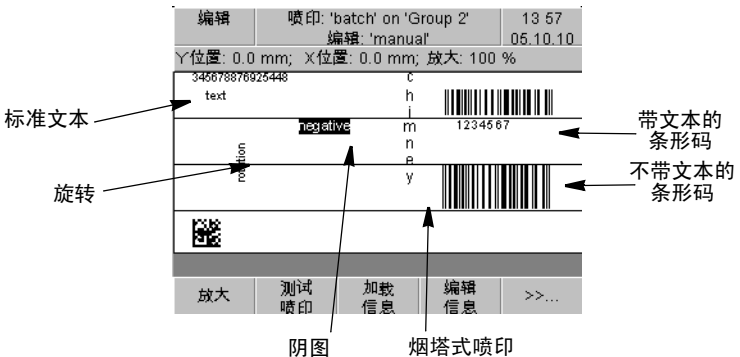 编辑
喷印: 'batch' on 'Group 2'
编辑: 'manual'
13 57
05.10.10
Y位置: 0.0 mm; X位置: 0.0 mm; 放大: 100 %
345678876925448
text
chimney
negative
rotation
1234567
标准文本
旋转
带文本的
条形码
不带文本的
条形码
放大
测试
喷印
加载
信息
编辑
信息
>>...
阴图
烟塔式喷印